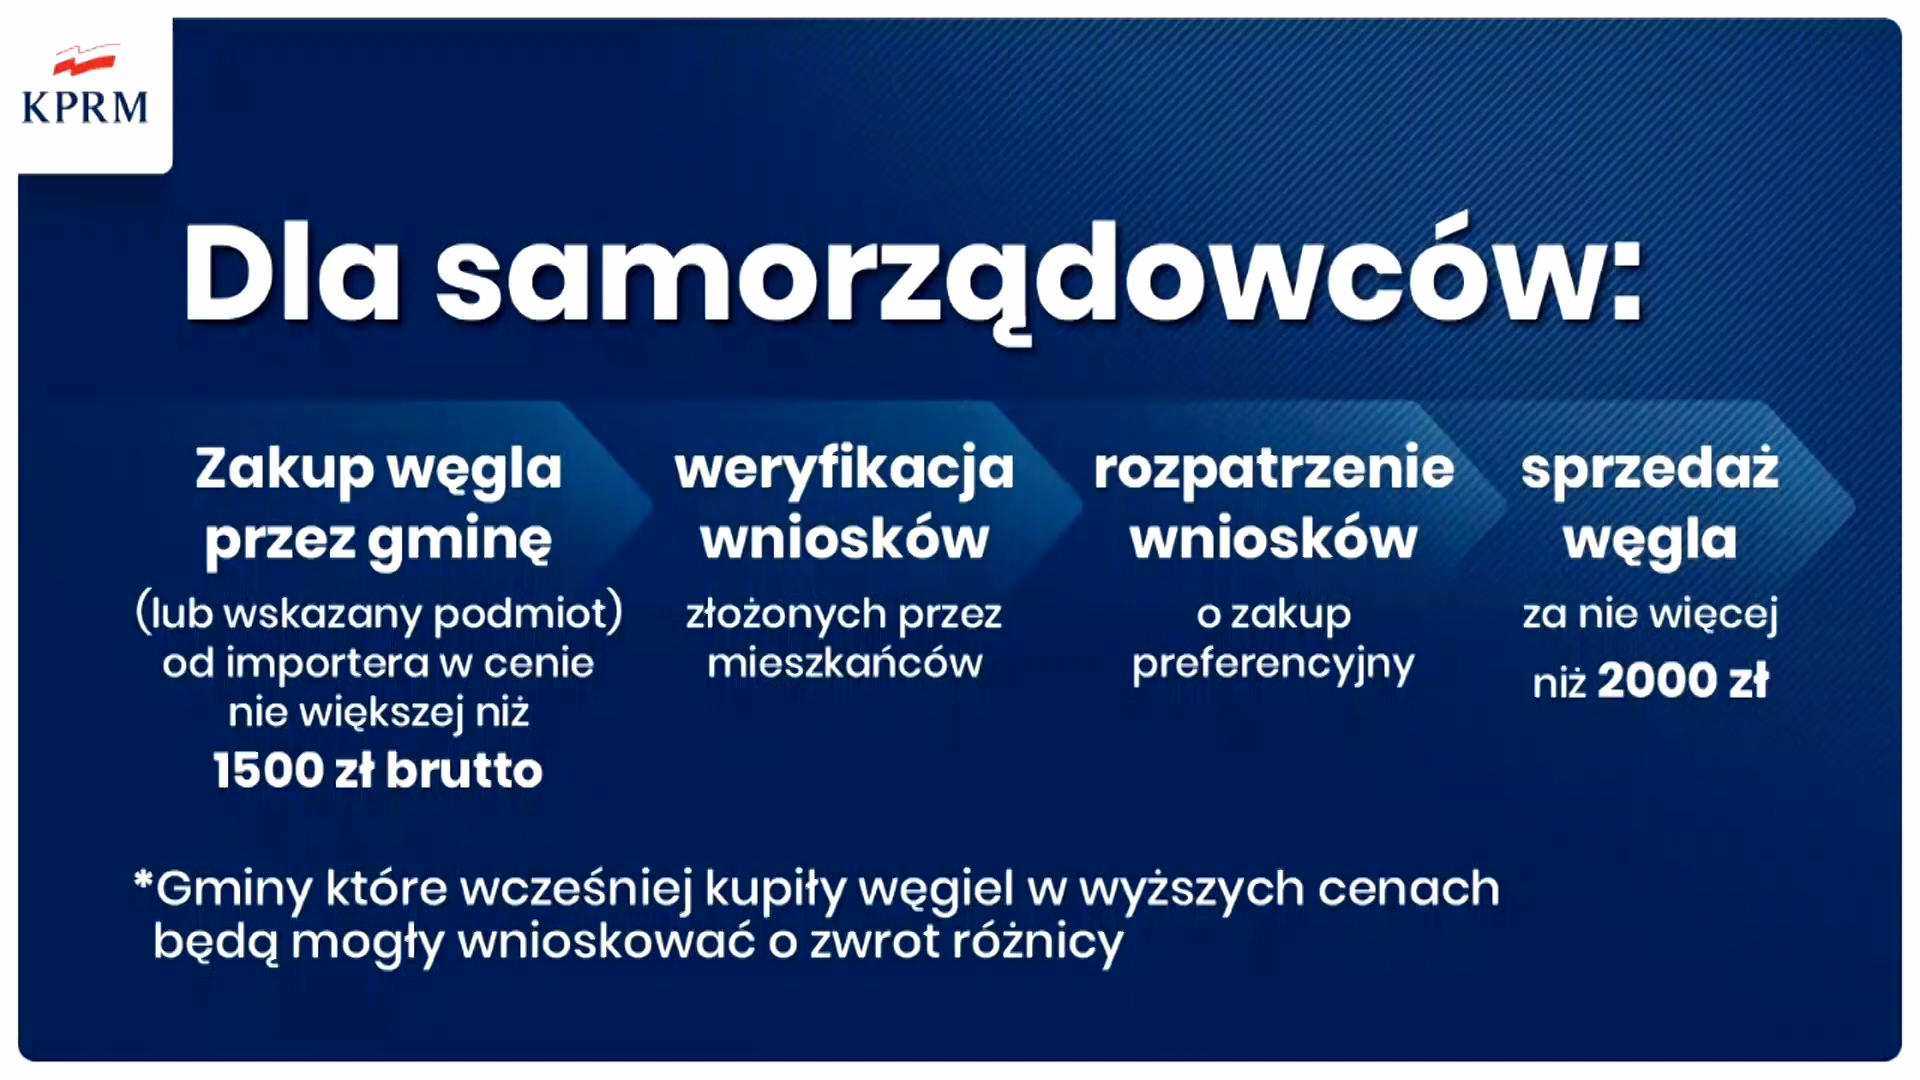 KPRM
Dla samorządowców:
Zakup węgla
przez gminę
(lub wskazany podmiot)
od importera w cenie
nie większej niż
1500 zł brutto
weryfikacja
wniosków
złożonych przez
mieszkańców
rozpatrzenie
wniosków
o zakup
preferencyjny
sprzedaż
węgla
za nie więcej
niż 2000 zł
*Gminy które wcześniej kupiły węgiel w wyższych cenach
będą mogły wnioskować o zwrot różnicy